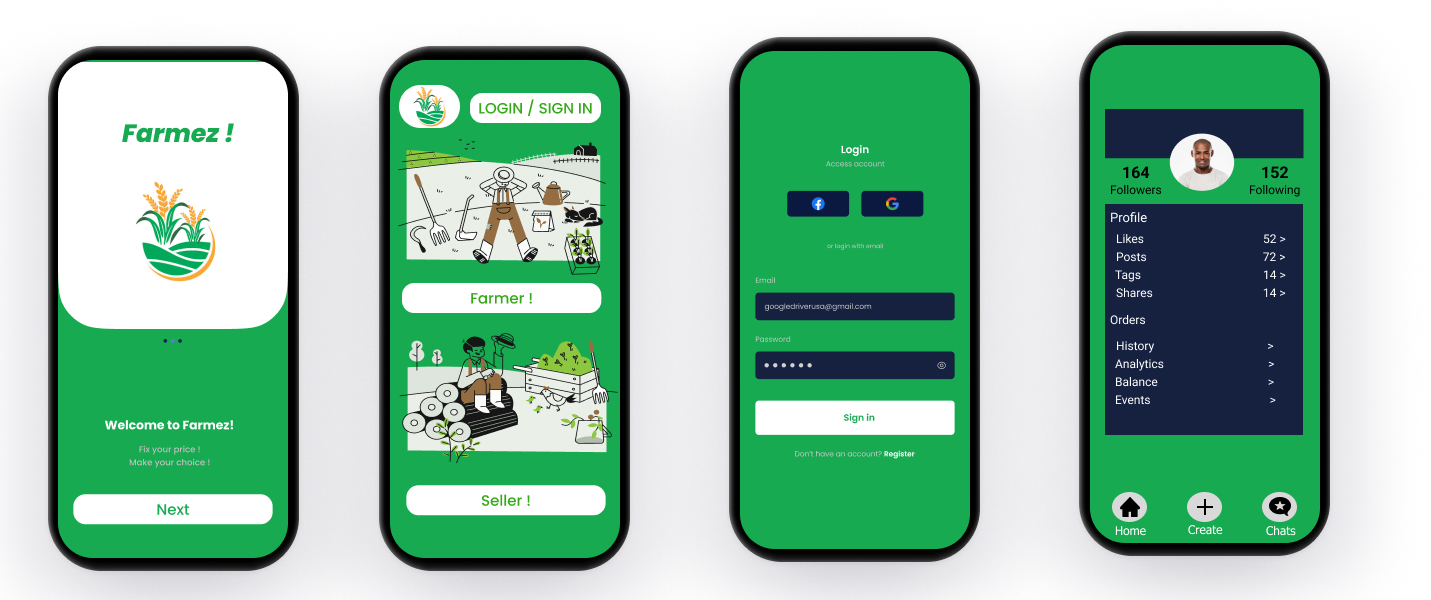 Farmez !
Welcome to Farmez!
Fix your price !
Make your choice !
Next
LOGIN / SIGN IN
Farmer !
Seller !
Login
Access account
or login with email
Email
googledriverusa@gmail.com
Password
Sign in
Don't have an account? Register
164 152
Followers Following
Profile
Likes 52 >
Posts 72 >
Tags 14 >
Shares 14 >
Orders
History >
Analytics >
Balance >
Events >
Home Create Chats